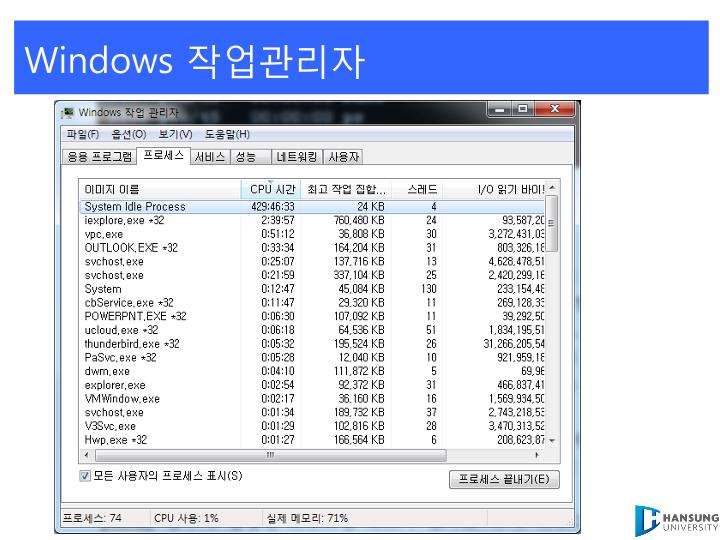 Windows 작업관리자
Windows 작업 관리자
파일(F) 옵션(O) 보기(V) 도움말(H)
응용 프로그램 프로세스 서비스 성능 네트워킹 사용자
이미지 이름 CPU 시간 최고 작업 집합... 스레드 I/O 읽기 바이
System Idle Process 429:46:33 24 KB 4
iexplore.exe *32 2:39:57 760,480 KB 24 93,587,20
vpc.exe 0:51:12 36,808 KB 30 3,272,431,03
OUTLOOK.EXE *32 0:33:34 164,204 KB 31 803,326,18
svchost.exe 0:25:07 137,716 KB 13 4,628,478,51
svchost.exe 0:21:59 337,104 KB 25 2,420,299,16
System 0:12:47 45,084 KB 130 233,154,48
cbService.exe *32 0:11:47 29,320 KB 11 269,128,33
POWERPNT.EXE *32 0:06:30 107,092 KB 11 39,292,50
ucloud.exe *32 0:06:18 64,536 KB 51 1,834,195,51
thunderbird.exe *32 0:05:32 195,524 KB 26 31,266,205,54
PaSvc.exe *32 0:05:28 12,040 KB 10 921,959,18
dwm.exe 0:04:10 111,872 KB 5 69,96
explorer.exe 0:02:54 92,372 KB 31 466,837,41
VMWindow.exe 0:02:17 36,160 KB 16 1,569,934,50
svchost.exe 0:01:34 189,732 KB 37 2,743,218,53
V3Svc.exe 0:01:29 101,432 KB 28 3,470,313,52
Hwp.exe *32 0:01:27 166,564 KB 6 208,623,87
모든 사용자의 프로세스 표시(S) 프로세스 끝내기(E)
프로세스: 74 CPU 사용: 1% 실제 메모리: 71%
HANSUNG
UNIVERSITY